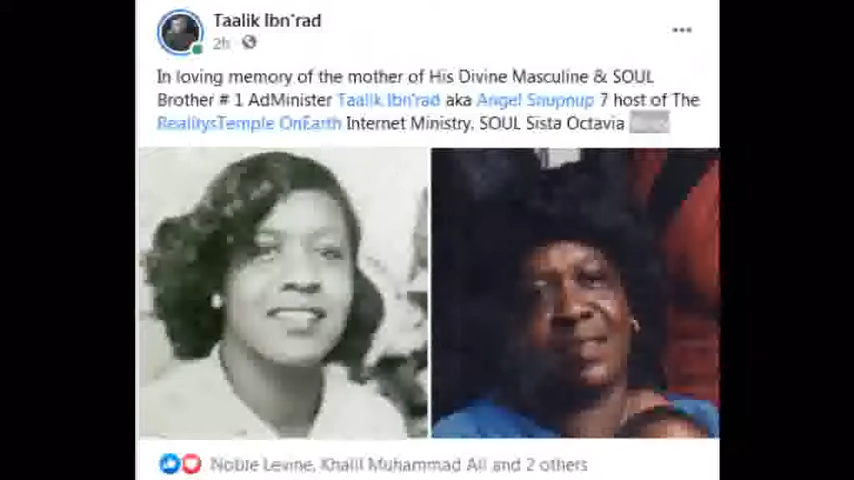 Taalik Ibn'rad
2h
In loving memory of the mother of His Divine Masculine & SOUL
Brother # 1 AdMinister Taalik Ibn'rad aka Angel Snupnup 7 host of The
RealitysTemple OnEarth Internet Ministry. SOUL Sista Octavia
Noble Levine, Khalil Muhammad Ali and 2 others